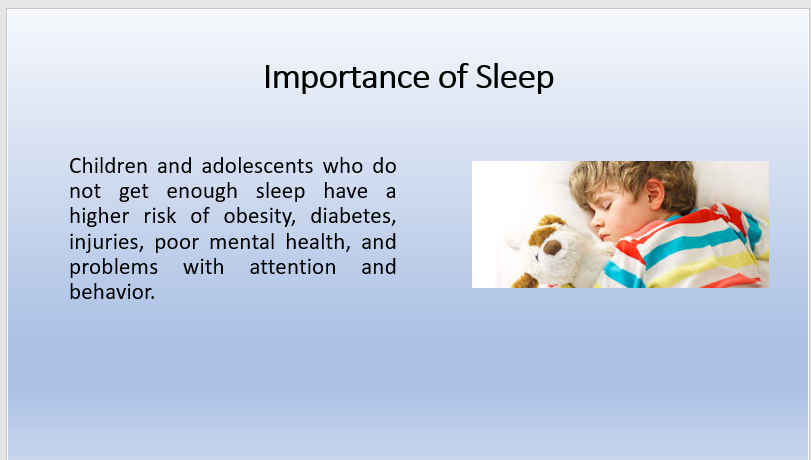 Importance of Sleep
Children and adolescents who do
not get enough sleep have a
higher risk of obesity, diabetes,
injuries, poor mental health, and
problems with attention and
behavior.